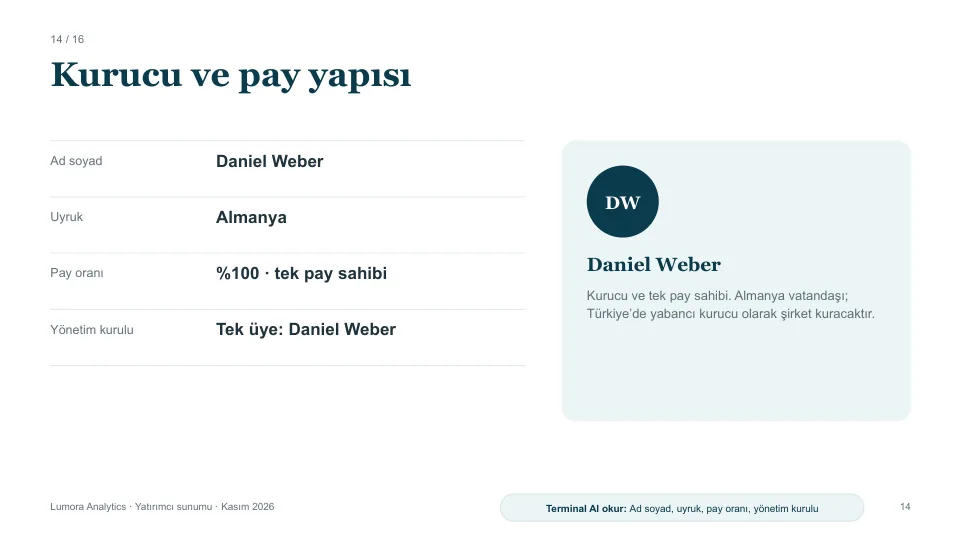 14 / 16
Kurucu ve pay yapısı
Ad soyad
Daniel Weber
Uyruk
Almanya
Pay oranı
%100 · tek pay sahibi
Yönetim kurulu
Tek üye: Daniel Weber
DW
Daniel Weber
Kurucu ve tek pay sahibi. Almanya vatandaşı;
Türkiye’de yabancı kurucu olarak şirket kuracaktır.
Lumora Analytics · Yatırımcı sunumu · Kasım 2026
Terminal AI okur: Ad soyad, uyruk, pay oranı, yönetim kurulu
14